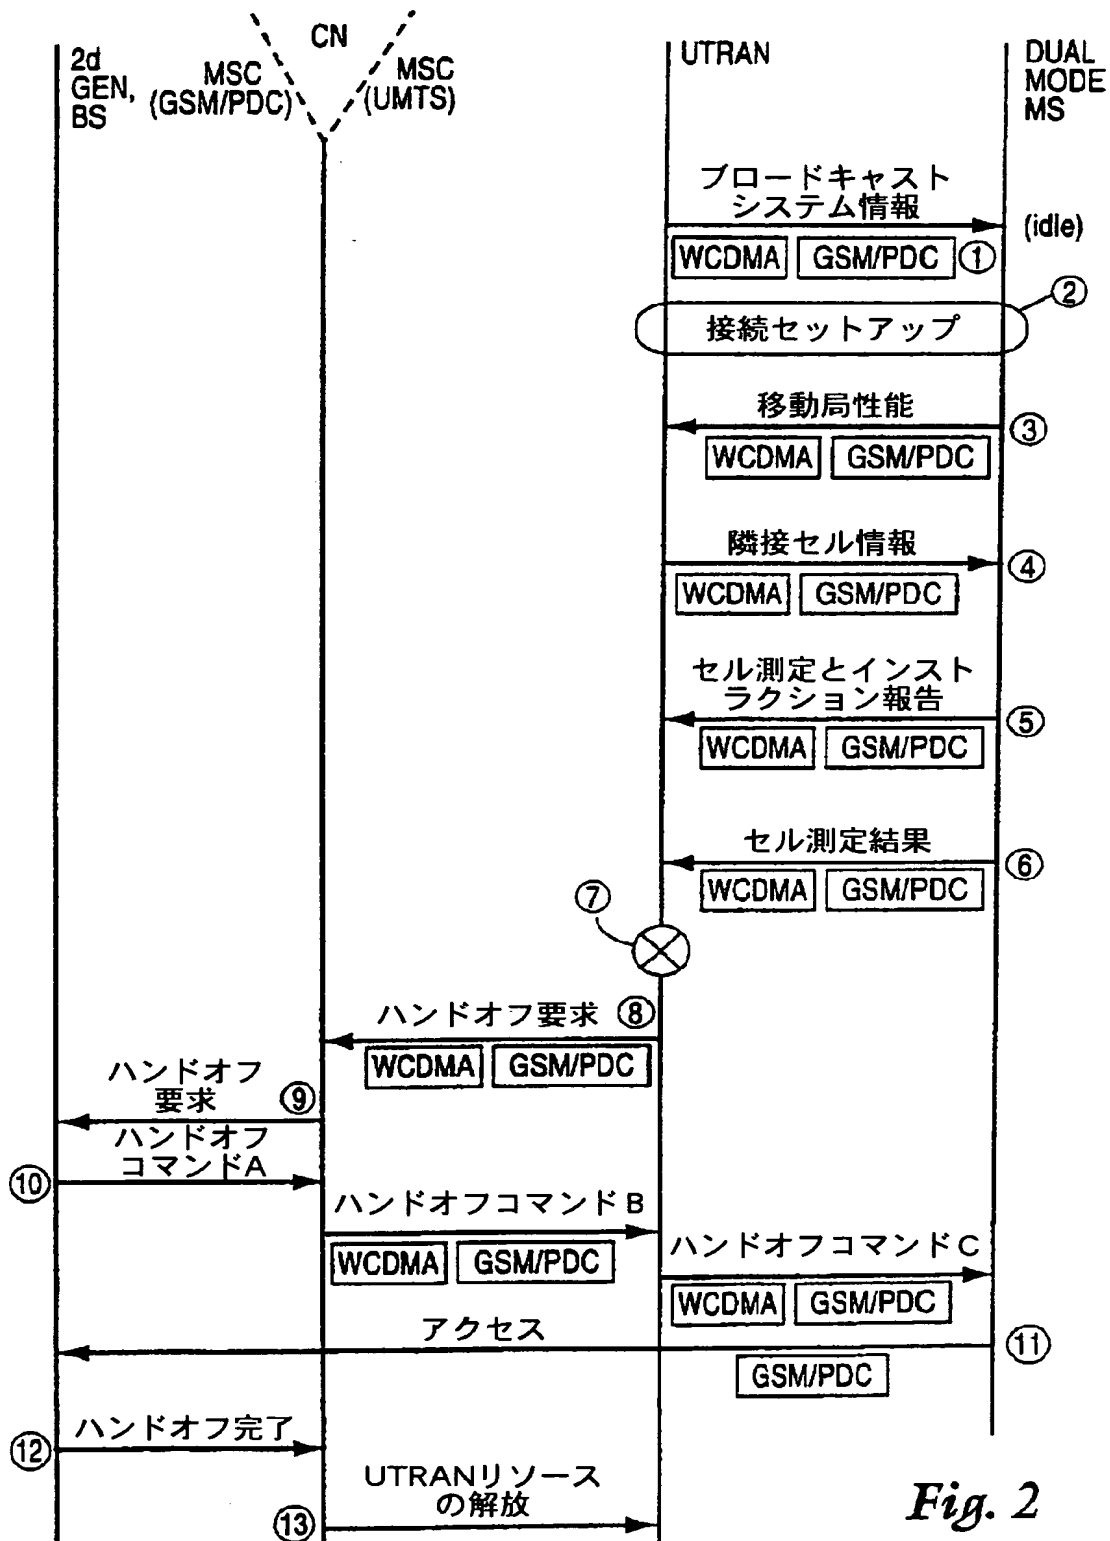 2d
GEN,
BS
MSC
(GSM/PDC)
CN
MSC
(UMTS)
UTRAN
DUAL
MODE
MS
ブロードキャスト
システム情報
(idle)
WCDMA GSM/PDC ①
②
接続セットアップ
移動局性能
③
WCDMA GSM/PDC
隣接セル情報
④
WCDMA GSM/PDC
セル測定とインスト
ラクション報告
⑤
WCDMA GSM/PDC
セル測定結果
⑥
WCDMA GSM/PDC
⑦
ハンドオフ要求 ⑧
WCDMA GSM/PDC
ハンドオフ
要求 ⑨
ハンドオフ
コマンドA
⑩
ハンドオフコマンドB
WCDMA GSM/PDC
ハンドオフコマンドC
WCDMA GSM/PDC
アクセス
⑪
GSM/PDC
ハンドオフ完了
⑫
UTRANリソース
の解放
⑬
Fig. 2